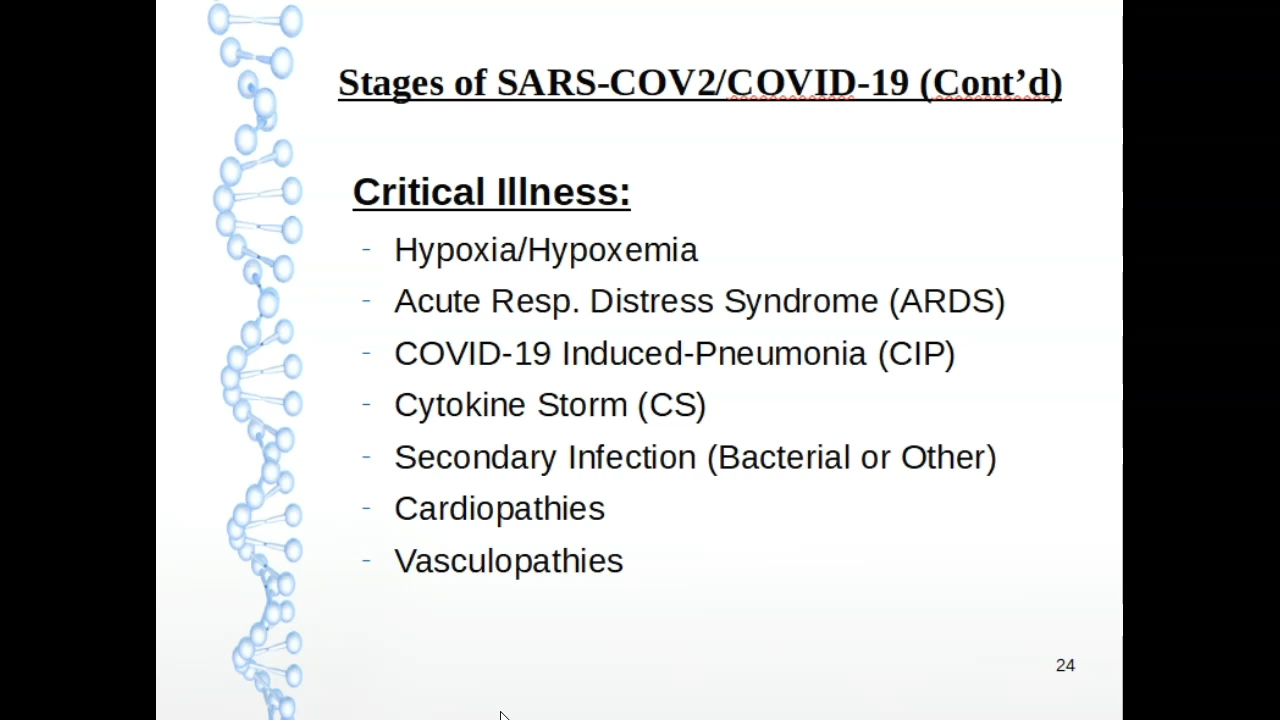 Stages of SARS-COV2/COVID-19 (Cont’d)
Critical Illness:
- Hypoxia/Hypoxemia
- Acute Resp. Distress Syndrome (ARDS)
- COVID-19 Induced-Pneumonia (CIP)
- Cytokine Storm (CS)
- Secondary Infection (Bacterial or Other)
- Cardiopathies
- Vasculopathies
24